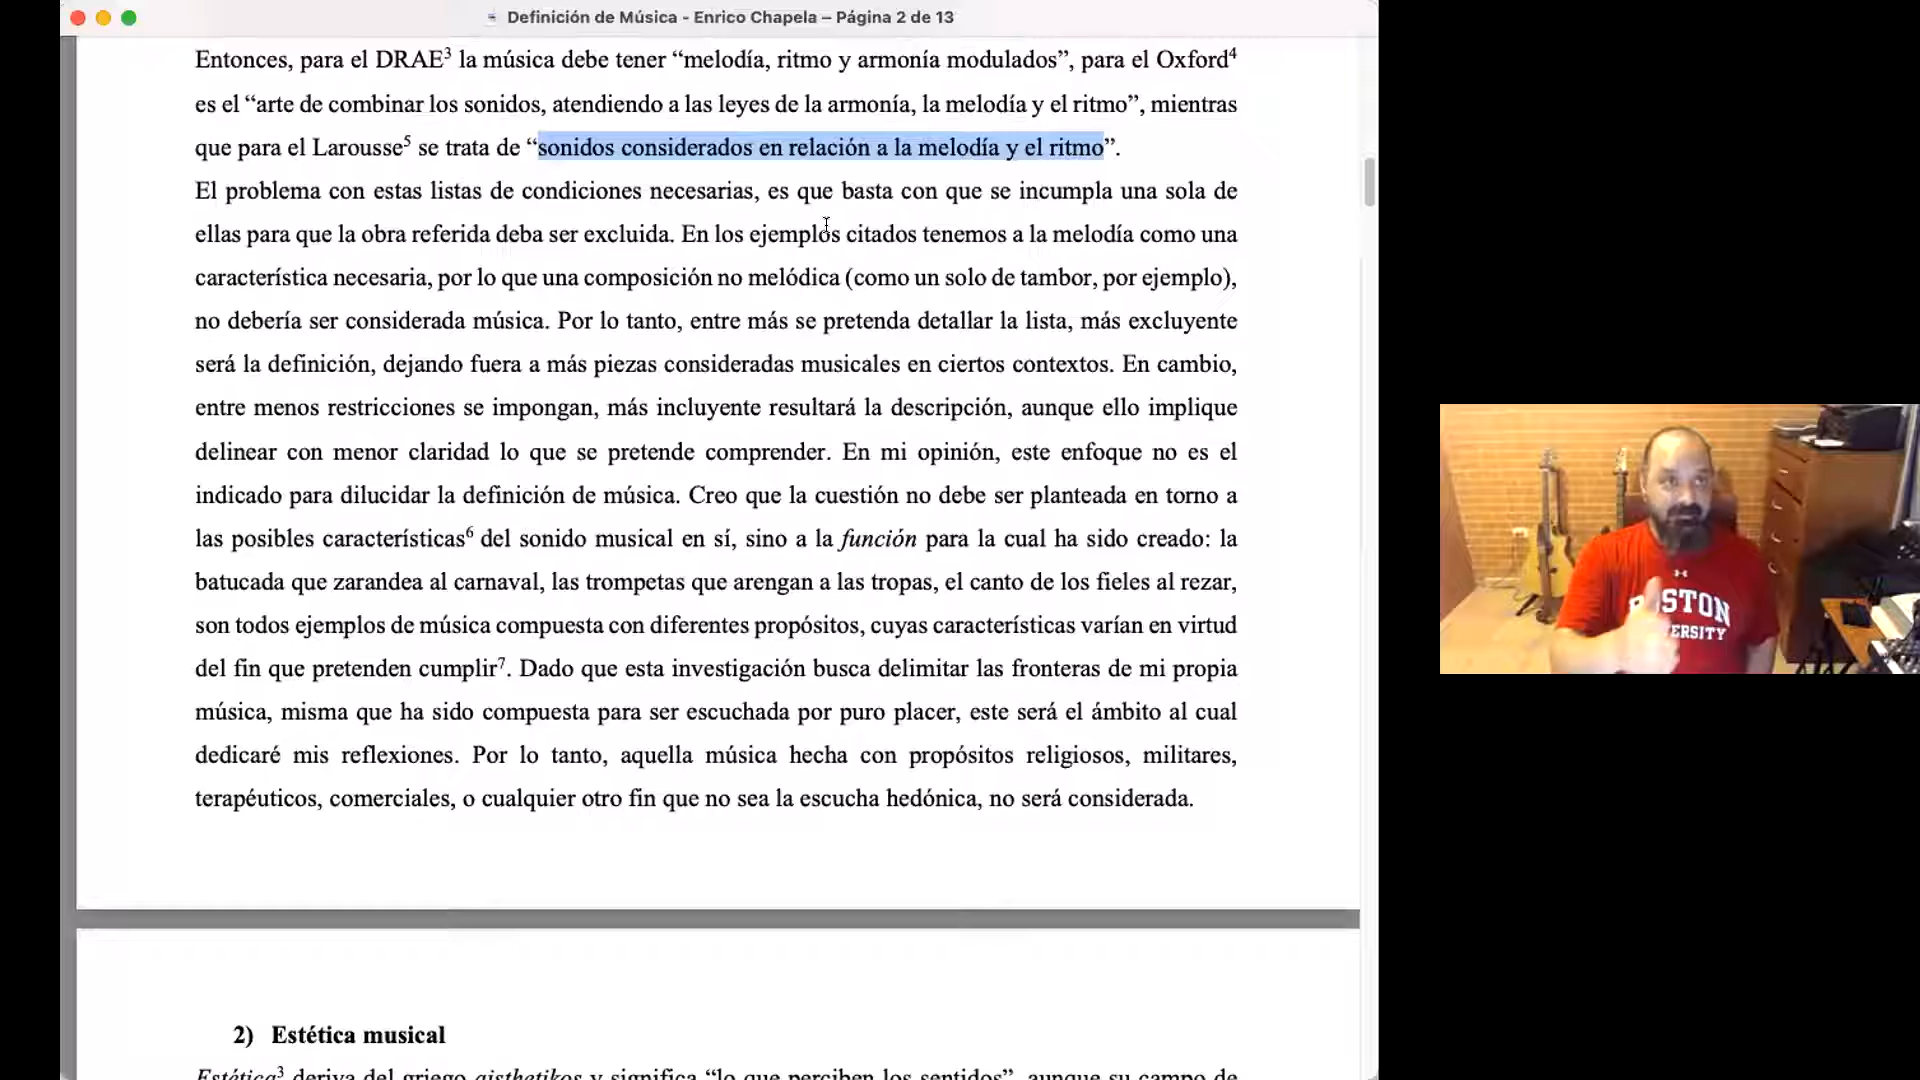 Definición de Música - Enrico Chapela – Página 2 de 13
Entonces, para el DRAE³ la música debe tener “melodía, ritmo y armonía modulados”, para el Oxford⁴
es el “arte de combinar los sonidos, atendiendo a las leyes de la armonía, la melodía y el ritmo”, mientras
que para el Larousse⁵ se trata de “sonidos considerados en relación a la melodía y el ritmo”.
El problema con estas listas de condiciones necesarias, es que basta con que se incumpla una sola de
ellas para que la obra referida deba ser excluida. En los ejemplos citados tenemos a la melodía como una
característica necesaria, por lo que una composición no melódica (como un solo de tambor, por ejemplo),
no debería ser considerada música. Por lo tanto, entre más se pretenda detallar la lista, más excluyente
será la definición, dejando fuera a más piezas consideradas musicales en ciertos contextos. En cambio,
entre menos restricciones se impongan, más incluyente resultará la descripción, aunque ello implique
delinear con menor claridad lo que se pretende comprender. En mi opinión, este enfoque no es el
indicado para dilucidar la definición de música. Creo que la cuestión no debe ser planteada en torno a
las posibles características⁶ del sonido musical en sí, sino a la función para la cual ha sido creado: la
batucada que zarandea al carnaval, las trompetas que arengan a las tropas, el canto de los fieles al rezar,
son todos ejemplos de música compuesta con diferentes propósitos, cuyas características varían en virtud
del fin que pretenden cumplir⁷. Dado que esta investigación busca delimitar las fronteras de mi propia
música, misma que ha sido compuesta para ser escuchada por puro placer, este será el ámbito al cual
dedicaré mis reflexiones. Por lo tanto, aquella música hecha con propósitos religiosos, militares,
terapéuticos, comerciales, o cualquier otro fin que no sea la escucha hedónica, no será considerada.
2) Estética musical
Estética³ deriva del griego aisthetikos y significa “lo que perciben los sentidos”, aunque su campo de